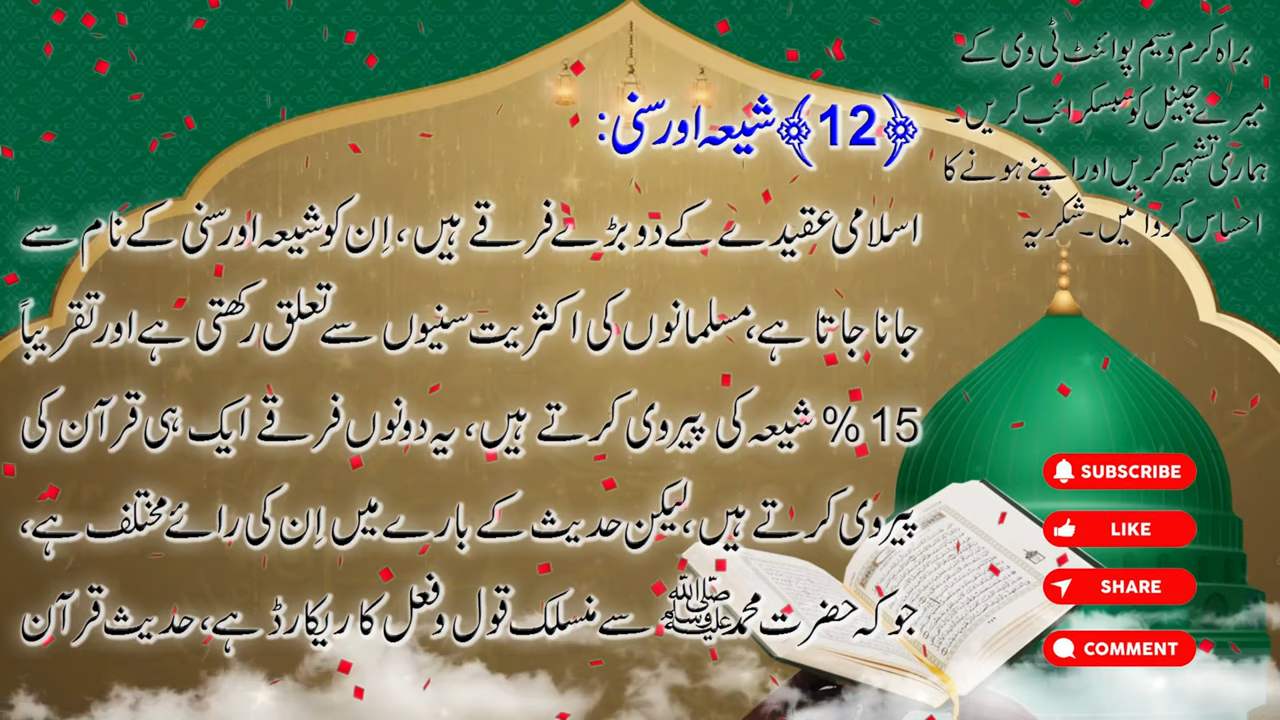 براہ کرم وسیم پوائنٹ ٹی وی کے
میرے چینل کو سبسکرائب کریں۔
ہماری تشہیر کریں اور اپنے ہونے کا
احساس کروائیں۔ شکریہ
﴿12﴾ شیعہ اور سنی:
اسلامی عقیدے کے دو بڑے فرقے ہیں، اِن کو شیعہ اور سنی کے نام سے
جانا جاتا ہے، مسلمانوں کی اکثریت سنیوں سے تعلق رکھتی ہے اور تقریباً
15% شیعہ کی پیروی کرتے ہیں، یہ دونوں فرقے ایک ہی قرآن کی
پیروی کرتے ہیں، لیکن حدیث کے بارے میں اِن کی رائے مختلف ہے،
جو کہ حضرت محمد ﷺ سے منسلک قول و فعل کا ریکارڈ ہے، حدیث قرآن
SUBSCRIBE
LIKE
SHARE
COMMENT